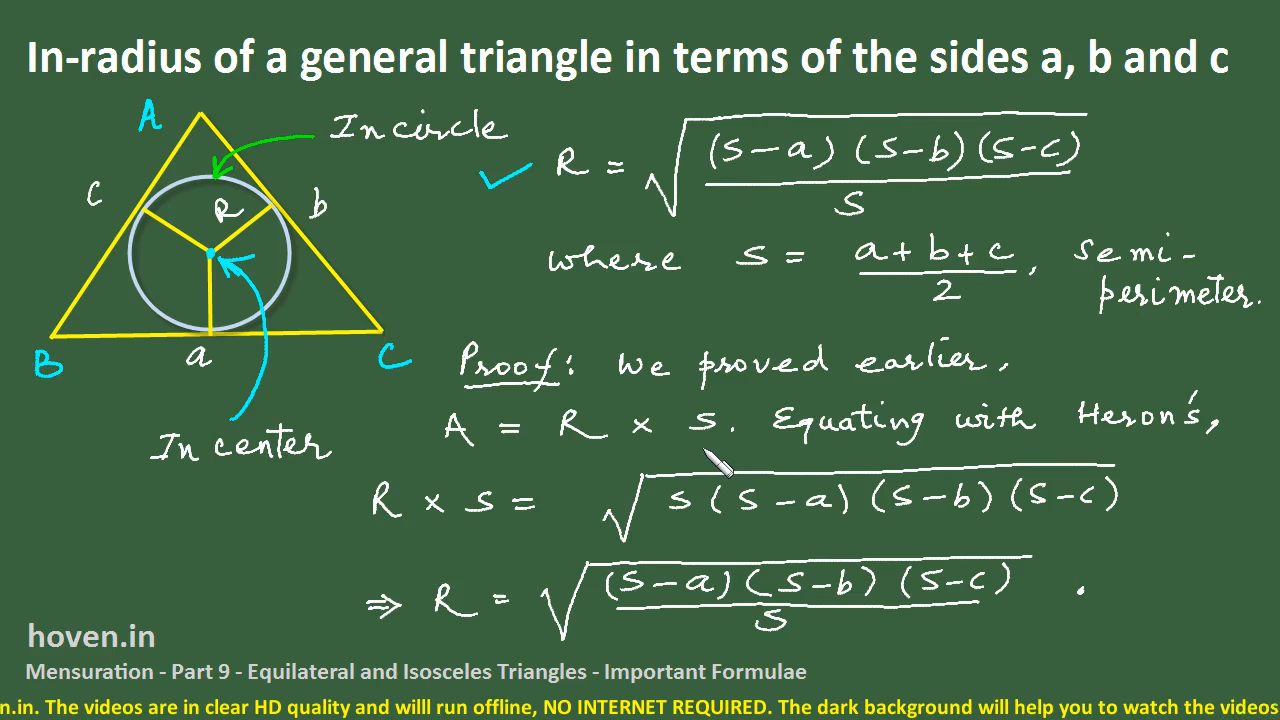 In-radius of a general triangle in terms of the sides a, b and c
A
Incircle
R = √((s-a) (s-b) (s-c) / s)
c
R
b
where s = (a+b+c)/2, semi-
perimeter.
B
a
C
Proof: We proved earlier,
A = R × s. Equating with Heron's,
In center
R × s = √(s(s-a)(s-b)(s-c))
⇒ R = √((s-a)(s-b)(s-c) / s) .
hoven.in
Mensuration - Part 9 - Equilateral and Isosceles Triangles - Important Formulae
n.in. The videos are in clear HD quality and willl run offline, NO INTERNET REQUIRED. The dark background will help you to watch the videos